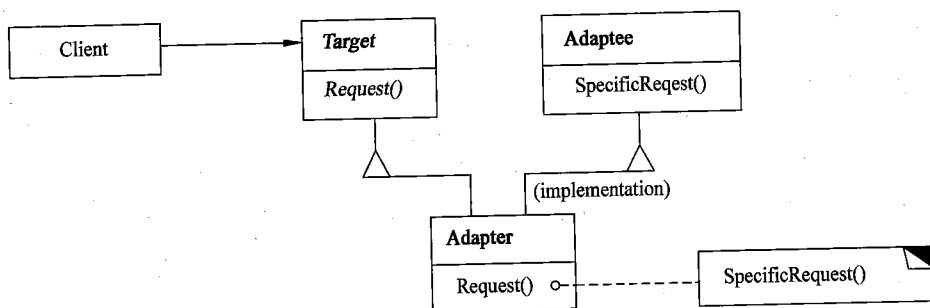 Client
Target
Request()
Adaptee
SpecificReqest()
(implementation)
Adapter
Request()
SpecificRequest()